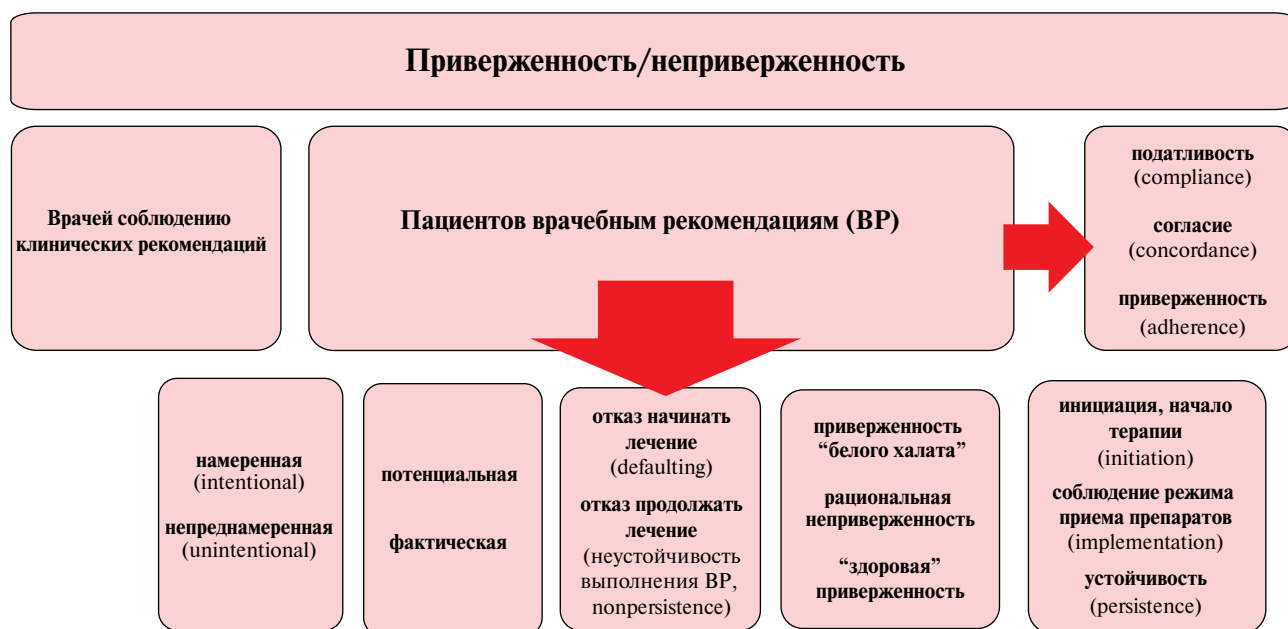 Приверженность/неприверженность
Врачей соблюдению
клинических рекомендаций
Пациентов врачебным рекомендациям (ВР)
податливость
(compliance)
согласие
(concordance)
приверженность
(adherence)
намеренная
(intentional)
непреднамеренная
(unintentional)
потенциальная
фактическая
отказ начинать
лечение
(defaulting)
отказ продолжать
лечение
(неустойчивость
выполнения ВР,
nonpersistence)
приверженность
“белого халата”
рациональная
неприверженность
“здоровая”
приверженность
инициация, начало
терапии
(initiation)
соблюдение режима
приема препаратов
(implementation)
устойчивость
(persistence)